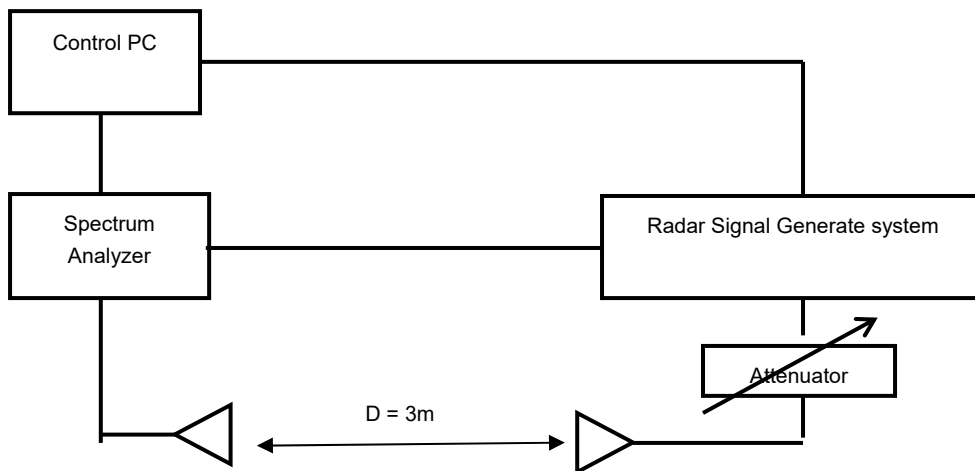 Control PC
Spectrum
Analyzer
Radar Signal Generate system
Attenuator
D = 3m